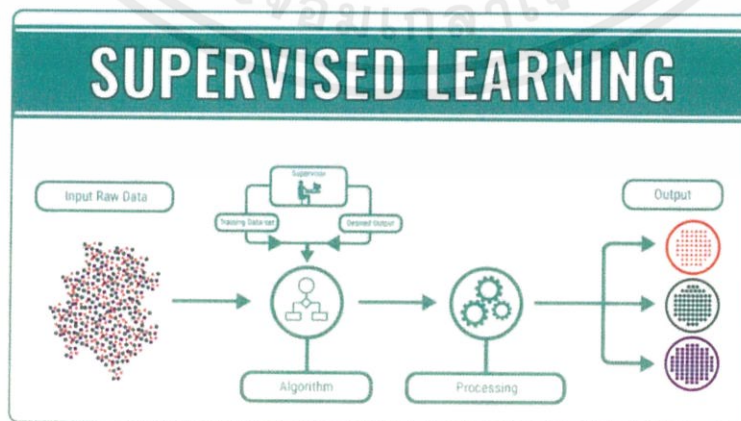 SUPERVISED LEARNING
Supervisor
Input Raw Data
Output
Training Data-set
Desired Output
Algorithm
Processing